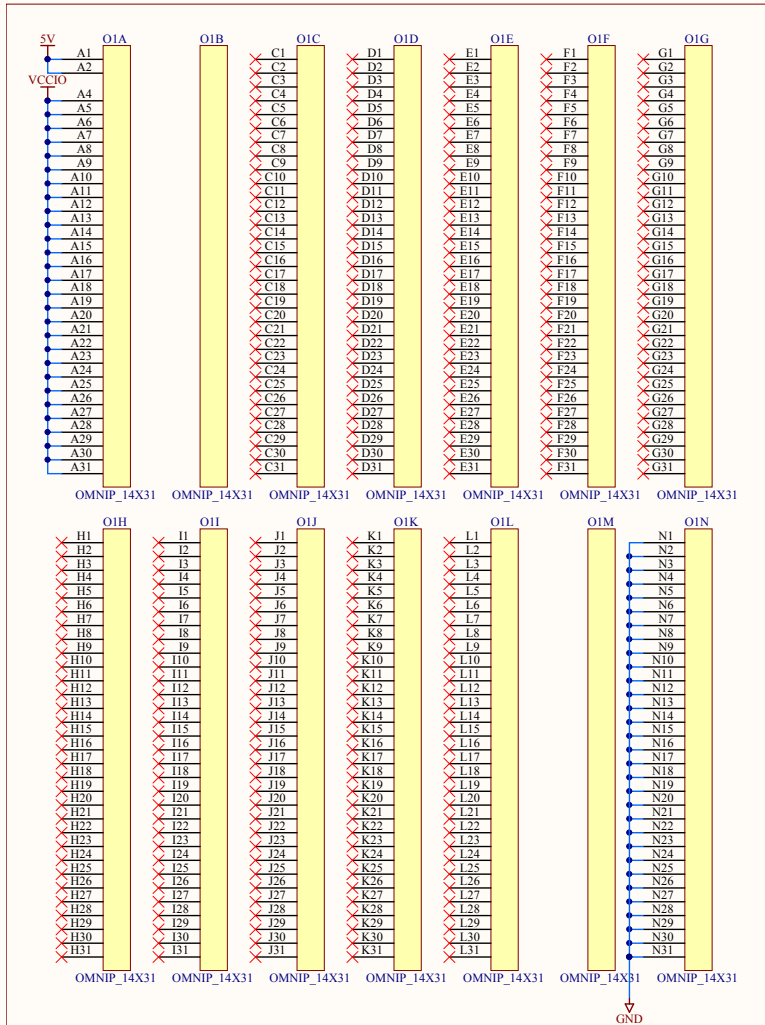 O1A O1B O1C O1D O1E O1F O1G
5V
A1 C1 D1 E1 F1 G1
A2 C2 D2 E2 F2 G2
VCCIO C3 D3 E3 F3 G3
A4 C4 D4 E4 F4 G4
A5 C5 D5 E5 F5 G5
A6 C6 D6 E6 F6 G6
A7 C7 D7 E7 F7 G7
A8 C8 D8 E8 F8 G8
A9 C9 D9 E9 F9 G9
A10 C10 D10 E10 F10 G10
A11 C11 D11 E11 F11 G11
A12 C12 D12 E12 F12 G12
A13 C13 D13 E13 F13 G13
A14 C14 D14 E14 F14 G14
A15 C15 D15 E15 F15 G15
A16 C16 D16 E16 F16 G16
A17 C17 D17 E17 F17 G17
A18 C18 D18 E18 F18 G18
A19 C19 D19 E19 F19 G19
A20 C20 D20 E20 F20 G20
A21 C21 D21 E21 F21 G21
A22 C22 D22 E22 F22 G22
A23 C23 D23 E23 F23 G23
A24 C24 D24 E24 F24 G24
A25 C25 D25 E25 F25 G25
A26 C26 D26 E26 F26 G26
A27 C27 D27 E27 F27 G27
A28 C28 D28 E28 F28 G28
A29 C29 D29 E29 F29 G29
A30 C30 D30 E30 F30 G30
A31 C31 D31 E31 F31 G31
OMNIP_14X31 OMNIP_14X31 OMNIP_14X31 OMNIP_14X31 OMNIP_14X31 OMNIP_14X31 OMNIP_14X31
O1H O1I O1J O1K O1L O1M O1N
H1 I1 J1 K1 L1 N1
H2 I2 J2 K2 L2 N2
H3 I3 J3 K3 L3 N3
H4 I4 J4 K4 L4 N4
H5 I5 J5 K5 L5 N5
H6 I6 J6 K6 L6 N6
H7 I7 J7 K7 L7 N7
H8 I8 J8 K8 L8 N8
H9 I9 J9 K9 L9 N9
H10 I10 J10 K10 L10 N10
H11 I11 J11 K11 L11 N11
H12 I12 J12 K12 L12 N12
H13 I13 J13 K13 L13 N13
H14 I14 J14 K14 L14 N14
H15 I15 J15 K15 L15 N15
H16 I16 J16 K16 L16 N16
H17 I17 J17 K17 L17 N17
H18 I18 J18 K18 L18 N18
H19 I19 J19 K19 L19 N19
H20 I20 J20 K20 L20 N20
H21 I21 J21 K21 L21 N21
H22 I22 J22 K22 L22 N22
H23 I23 J23 K23 L23 N23
H24 I24 J24 K24 L24 N24
H25 I25 J25 K25 L25 N25
H26 I26 J26 K26 L26 N26
H27 I27 J27 K27 L27 N27
H28 I28 J28 K28 L28 N28
H29 I29 J29 K29 L29 N29
H30 I30 J30 K30 L30 N30
H31 I31 J31 K31 L31 N31
OMNIP_14X31 OMNIP_14X31 OMNIP_14X31 OMNIP_14X31 OMNIP_14X31 OMNIP_14X31 OMNIP_14X31
GND